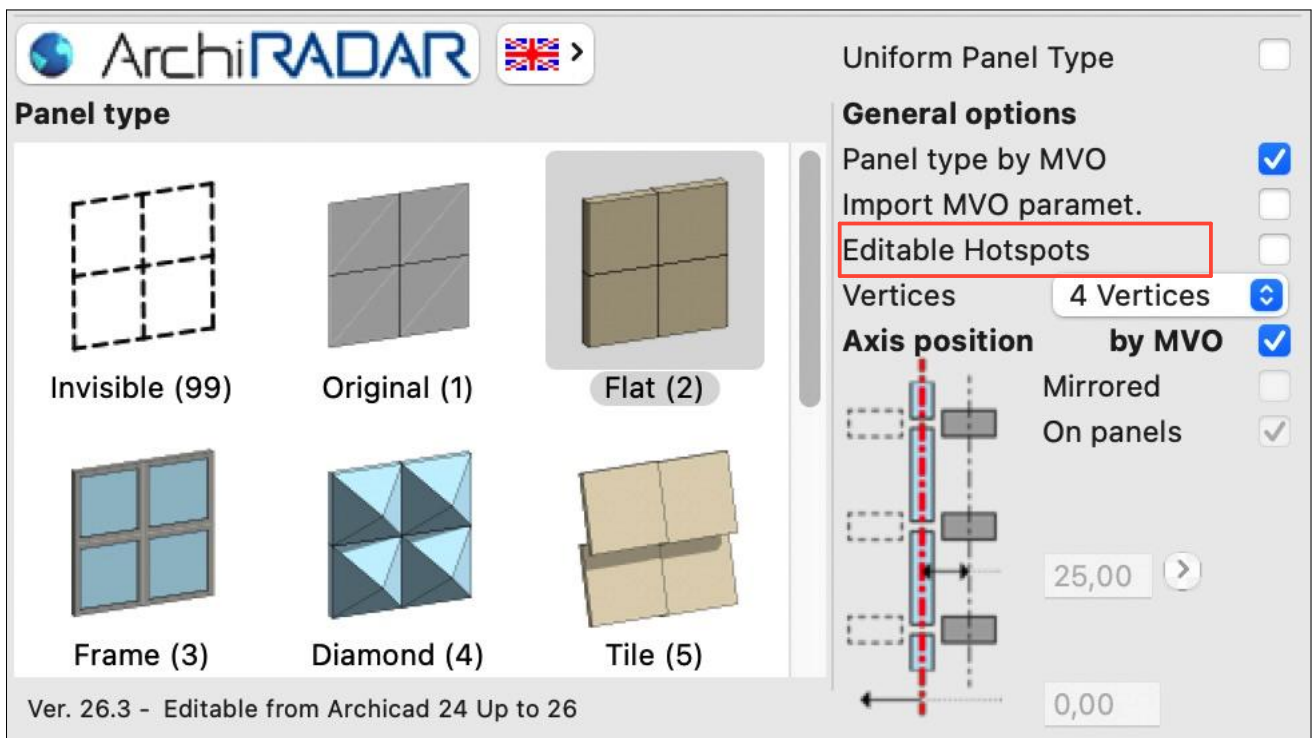 ArchiRADAR
Panel type
Invisible (99)
Original (1)
Flat (2)
Frame (3)
Diamond (4)
Tile (5)
Ver. 26.3 - Editable from Archicad 24 Up to 26
Uniform Panel Type
General options
Panel type by MVO
Import MVO paramet.
Editable Hotspots
Vertices 4 Vertices
Axis position by MVO
Mirrored
On panels
25,00
0,00